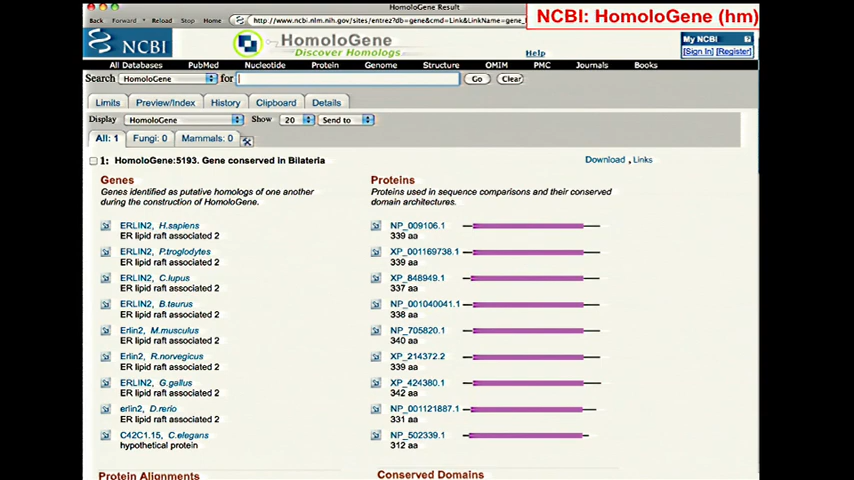 HomoloGene Result
NCBI: HomoloGene (hm)
Back Forward Reload Stop Home http://www.ncbi.nlm.nih.gov/sites/entrez?db=gene&cmd=Link&LinkName=gene_
NCBI HomoloGene
Discover Homologs
Help
My NCBI
[Sign In] [Register]
All Databases PubMed Nucleotide Protein Genome Structure OMIM PMC Journals Books
Search HomoloGene for Go Clear
Limits Preview/Index History Clipboard Details
Display HomoloGene Show 20 Send to
All: 1 Fungi: 0 Mammals: 0
1: HomoloGene:5193. Gene conserved in Bilateria Download , Links
Genes
Genes identified as putative homologs of one another
during the construction of HomoloGene.
ERLIN2, H.sapiens
ER lipid raft associated 2
ERLIN2, P.troglodytes
ER lipid raft associated 2
ERLIN2, C.lupus
ER lipid raft associated 2
ERLIN2, B.taurus
ER lipid raft associated 2
Erlin2, M.musculus
ER lipid raft associated 2
Erlin2, R.norvegicus
ER lipid raft associated 2
ERLIN2, G.gallus
ER lipid raft associated 2
erlin2, D.rerio
ER lipid raft associated 2
C42C1.15, C.elegans
hypothetical protein
Proteins
Proteins used in sequence comparisons and their conserved
domain architectures.
NP_009106.1
339 aa
XP_001169738.1
339 aa
XP_848949.1
337 aa
NP_001040041.1
338 aa
NP_705820.1
340 aa
XP_214372.2
339 aa
XP_424380.1
342 aa
NP_001121887.1
331 aa
NP_502339.1
312 aa
Protein Alignments
Conserved Domains